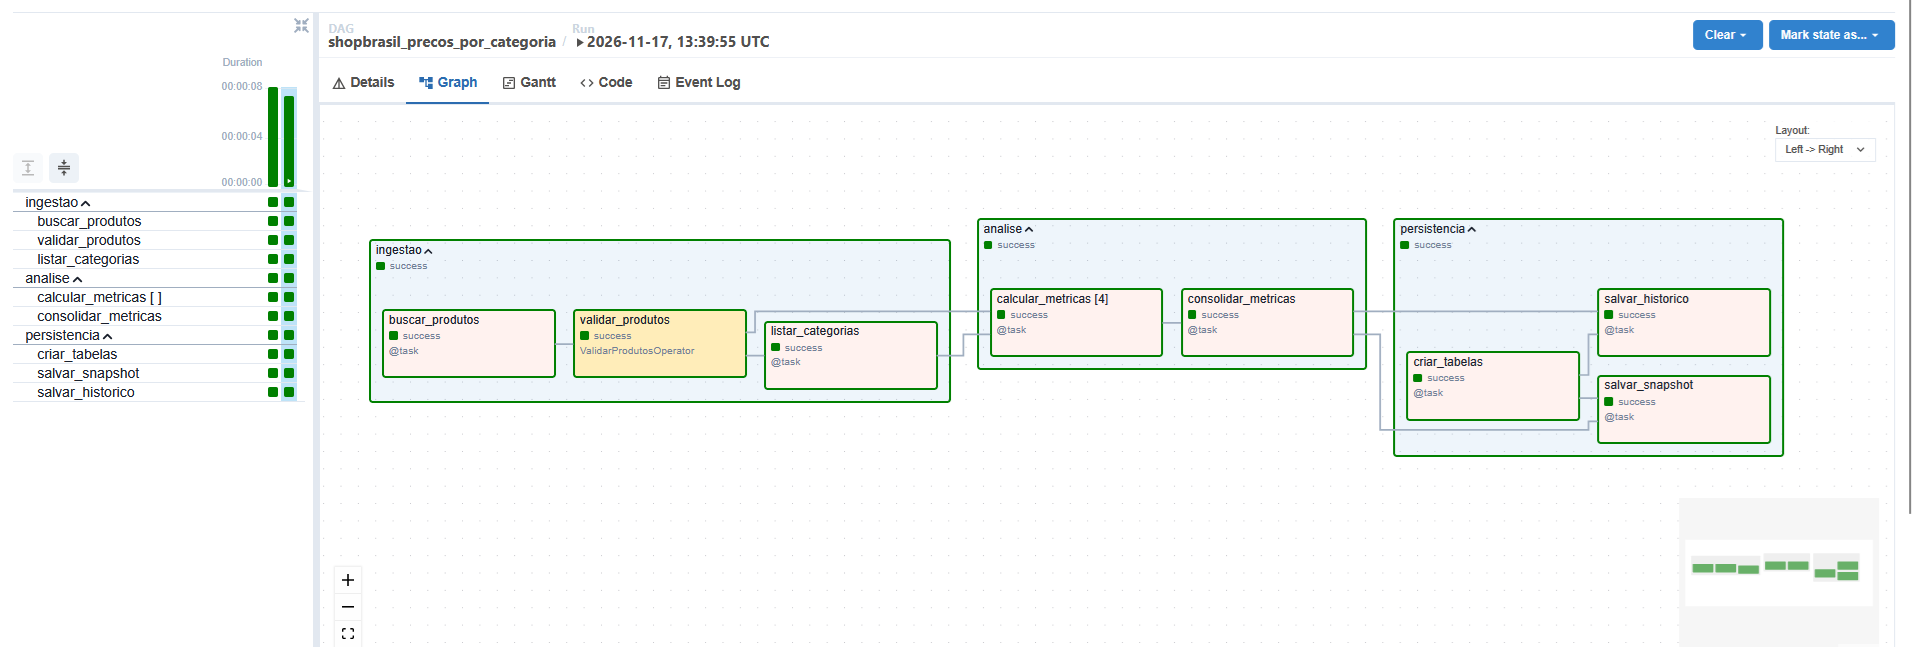 DAG
Run
shopbrasil_precos_por_categoria / 2026-11-17, 13:39:55 UTC
Clear
Mark state as...
Details
Graph
Gantt
Code
Event Log
Duration
00:00:08
00:00:04
00:00:00
ingestao
buscar_produtos
validar_produtos
listar_categorias
analise
calcular_metricas [ ]
consolidar_metricas
persistencia
criar_tabelas
salvar_snapshot
salvar_historico
Layout:
Left -> Right
ingestao
success
buscar_produtos
success
@task
validar_produtos
success
ValidarProdutosOperator
listar_categorias
success
@task
analise
success
calcular_metricas [4]
success
@task
consolidar_metricas
success
@task
persistencia
success
criar_tabelas
success
@task
salvar_historico
success
@task
salvar_snapshot
success
@task